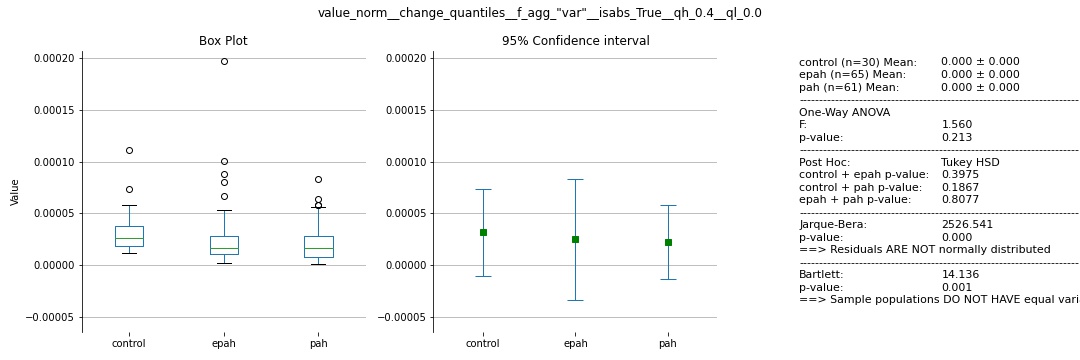 value_norm__change_quantiles__f_agg_"var"__isabs_True__qh_0.4__ql_0.0
Box Plot
0.00020
0.00015
0.00010
0.00005
0.00000
−0.00005
Value
control epah pah
95% Confidence interval
0.00020
0.00015
0.00010
0.00005
0.00000
−0.00005
control epah pah
control (n=30) Mean: 0.000 ± 0.000
epah (n=65) Mean: 0.000 ± 0.000
pah (n=61) Mean: 0.000 ± 0.000
One-Way ANOVA
F: 1.560
p-value: 0.213
Post Hoc: Tukey HSD
control + epah p-value: 0.3975
control + pah p-value: 0.1867
epah + pah p-value: 0.8077
Jarque-Bera: 2526.541
p-value: 0.000
==> Residuals ARE NOT normally distributed
Bartlett: 14.136
p-value: 0.001
==> Sample populations DO NOT HAVE equal vari